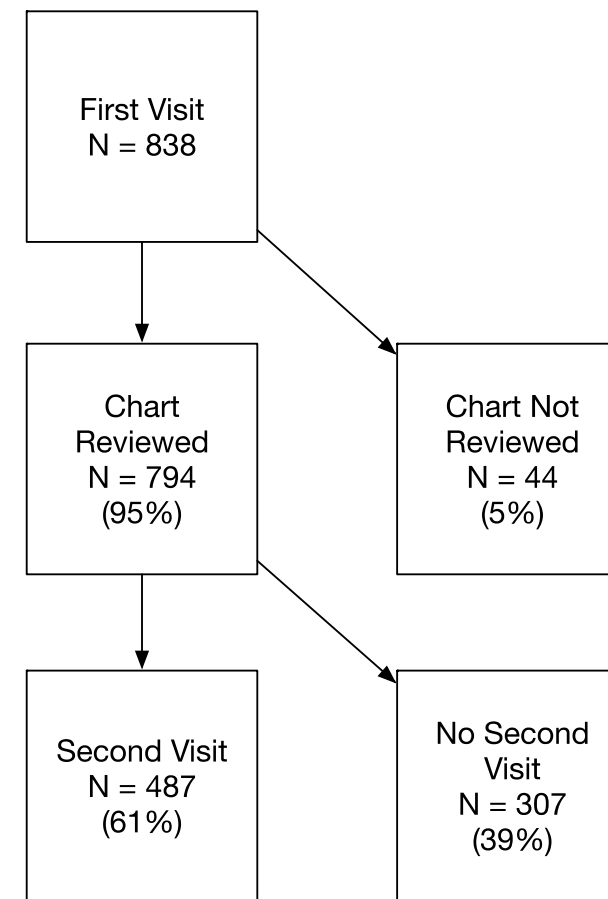 First Visit
N = 838
Chart
Reviewed
N = 794
(95%)
Chart Not
Reviewed
N = 44
(5%)
Second Visit
N = 487
(61%)
No Second
Visit
N = 307
(39%)